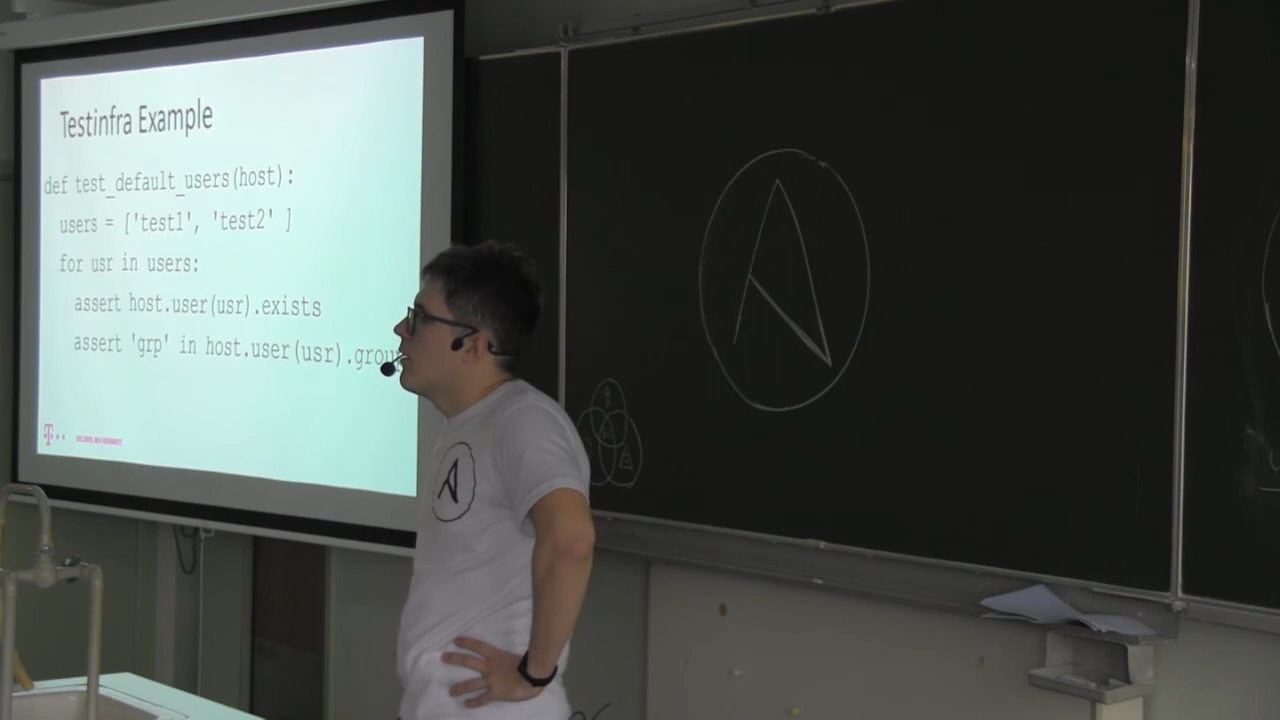 Testinfra Example
def test_default_users(host):
users = ['test1', 'test2' ]
for usr in users:
assert host.user(usr).exists
assert 'grp' in host.user(usr).grou
T
A
A